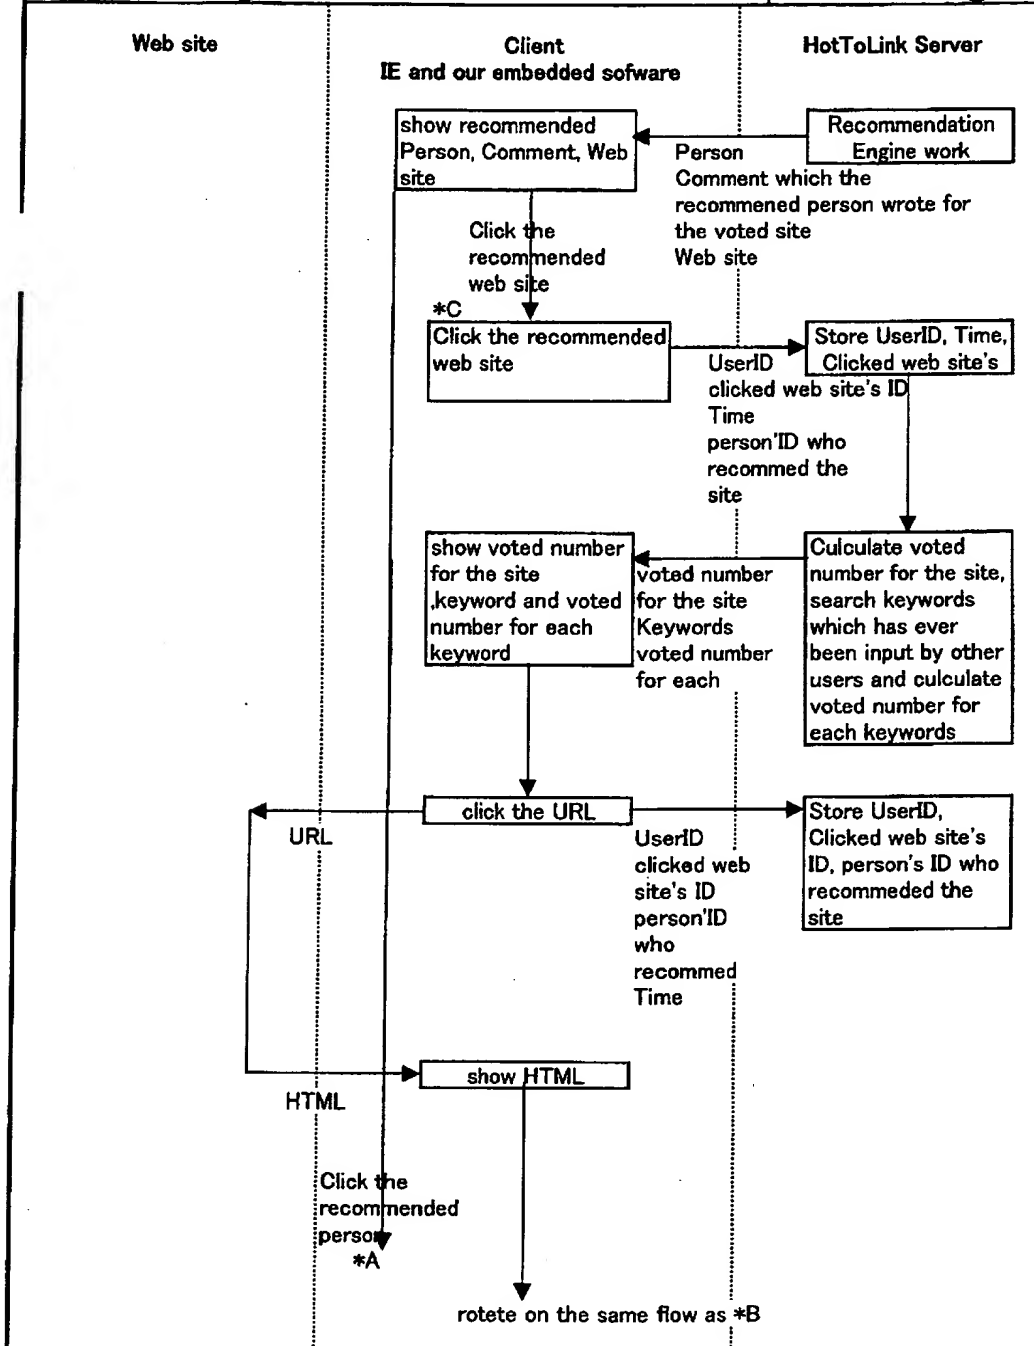 Web site
Client
IE and our embedded sofware
HotToLink Server
show recommended
Person, Comment, Web
site
Recommendation
Engine work
Person
Comment which the
recommened person wrote for
the voted site
Web site
Click the
recommended
web site
*C
Click the recommended
web site
Store UserID, Time,
Clicked web site's
UserID
clicked web site's ID
Time
person'ID who
recommed the
site
show voted number
for the site
,keyword and voted
number for each
keyword
voted number
for the site
Keywords
voted number
for each
Culculate voted
number for the site,
search keywords
which has ever
been input by other
users and culculate
voted number for
each keywords
click the URL
URL
UserID
clicked web
site's ID
person'ID
who
recommed
Time
Store UserID,
Clicked web site's
ID, person's ID who
recommeded the
site
show HTML
HTML
Click the
recommended
person
*A
rotete on the same flow as *B